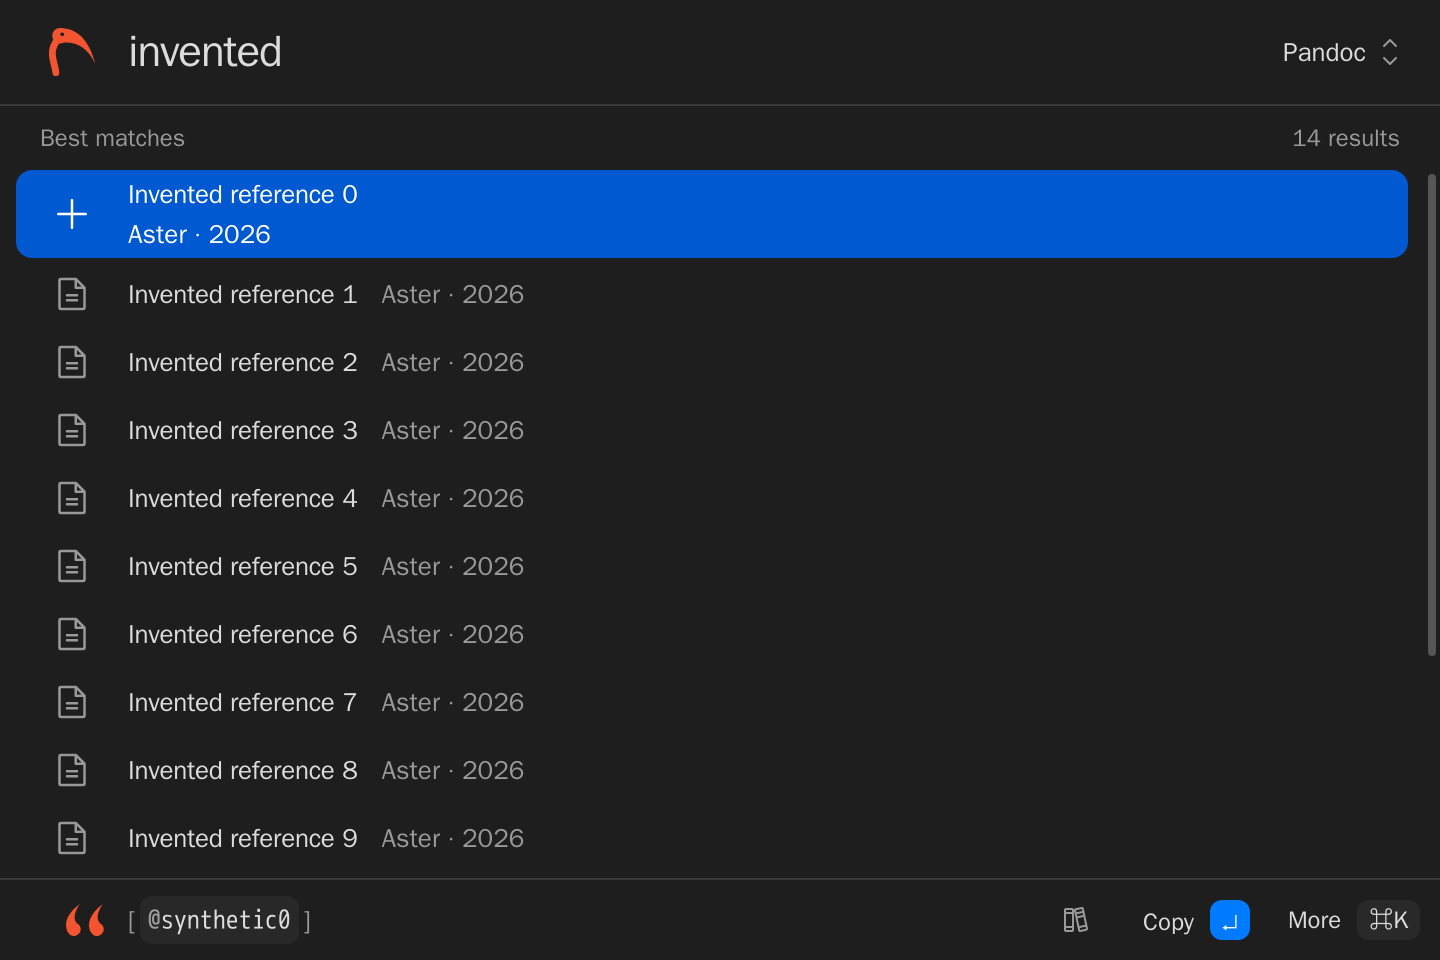 invented
Pandoc
Best matches
14 results
Invented reference 0
Aster · 2026
Invented reference 1 Aster · 2026
Invented reference 2 Aster · 2026
Invented reference 3 Aster · 2026
Invented reference 4 Aster · 2026
Invented reference 5 Aster · 2026
Invented reference 6 Aster · 2026
Invented reference 7 Aster · 2026
Invented reference 8 Aster · 2026
Invented reference 9 Aster · 2026
[@synthetic0]
Copy
More ⌘K